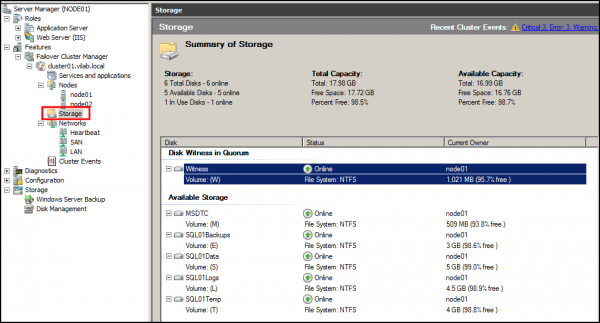 Server Manager (NODE01)
Roles
Application Server
Web Server (IIS)
Features
Failover Cluster Manager
cluster01.vilab.local
Services and applications
Nodes
node01
node02
Storage
Networks
Heartbeat
SAN
LAN
Cluster Events
Diagnostics
Configuration
Storage
Windows Server Backup
Disk Management
Storage
Storage Recent Cluster Events: Critical: 3, Error: 3, Warning:
Summary of Storage
Storage: Total Capacity: Available Capacity:
6 Total Disks - 6 online Total: 17.98 GB Total: 16.99 GB
5 Available Disks - 5 online Free Space: 17.72 GB Free Space: 16.76 GB
1 In Use Disks - 1 online Percent Free: 98.5% Percent Free: 98.7%
Disk Status Current Owner
Disk Witness in Quorum
Witness Online node01
Volume: (W) File System: NTFS 1,021 MB (95.7% free )
Available Storage
MSDTC Online node01
Volume: (M) File System: NTFS 509 MB (93.8% free )
SQL01Backups Online node01
Volume: (E) File System: NTFS 3 GB (98.6% free )
SQL01Data Online node01
Volume: (S) File System: NTFS 5 GB (99.0% free )
SQL01Logs Online node01
Volume: (L) File System: NTFS 4.5 GB (98.9% free )
SQL01Temp Online node01
Volume: (T) File System: NTFS 4 GB (98.8% free )